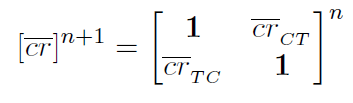 $[\overline{cr}]^{n+1} = \begin{bmatrix} \mathbf{1} & \overline{cr}_{CT} \\ \overline{cr}_{TC} & \mathbf{1} \end{bmatrix}^{n}$